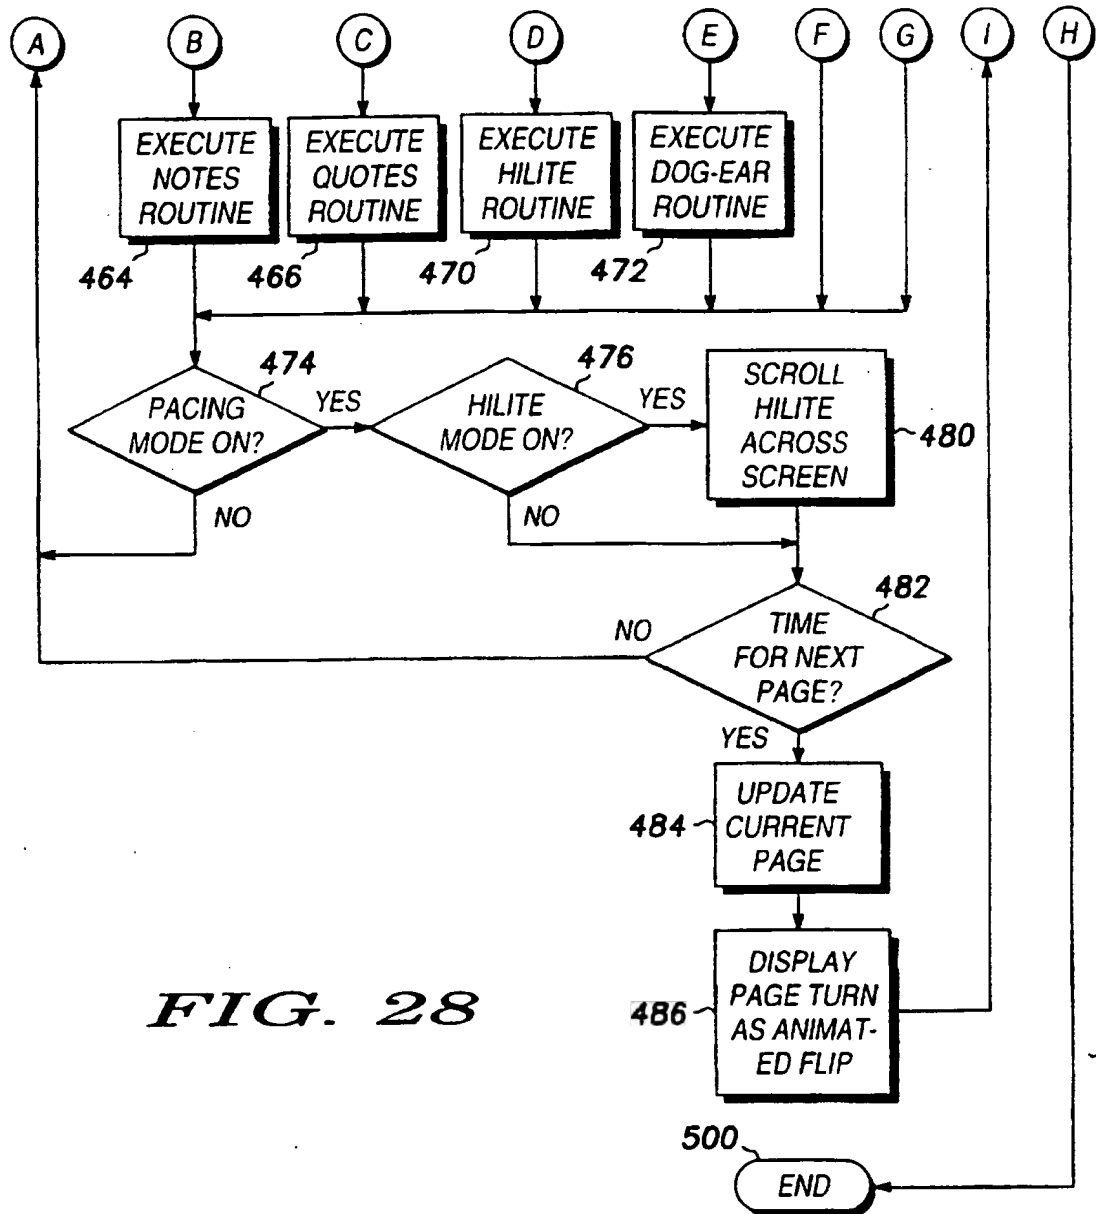 A B C D E F G I H
EXECUTE
NOTES
ROUTINE
464
EXECUTE
QUOTES
ROUTINE
466
EXECUTE
HILITE
ROUTINE
470
EXECUTE
DOG-EAR
ROUTINE
472
PACING
MODE ON?
474
YES
NO
HILITE
MODE ON?
476
YES
NO
SCROLL
HILITE
ACROSS
SCREEN
480
TIME
FOR NEXT
PAGE?
482
NO
YES
UPDATE
CURRENT
PAGE
484
DISPLAY
PAGE TURN
AS ANIMAT-
ED FLIP
486
FIG. 28
500
END